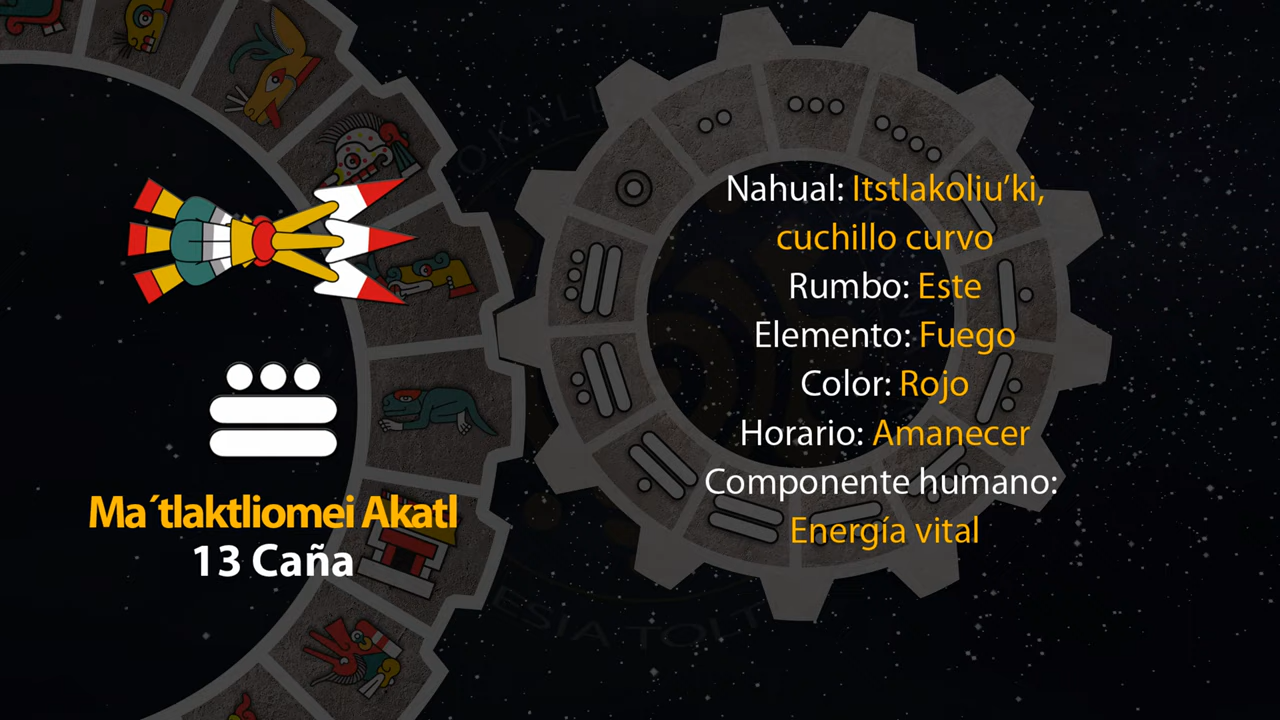 Ma´tlaktliomei Akatl
13 Caña
Nahual: Itstlakoliu’ki,
cuchillo curvo
Rumbo: Este
Elemento: Fuego
Color: Rojo
Horario: Amanecer
Componente humano:
Energía vital